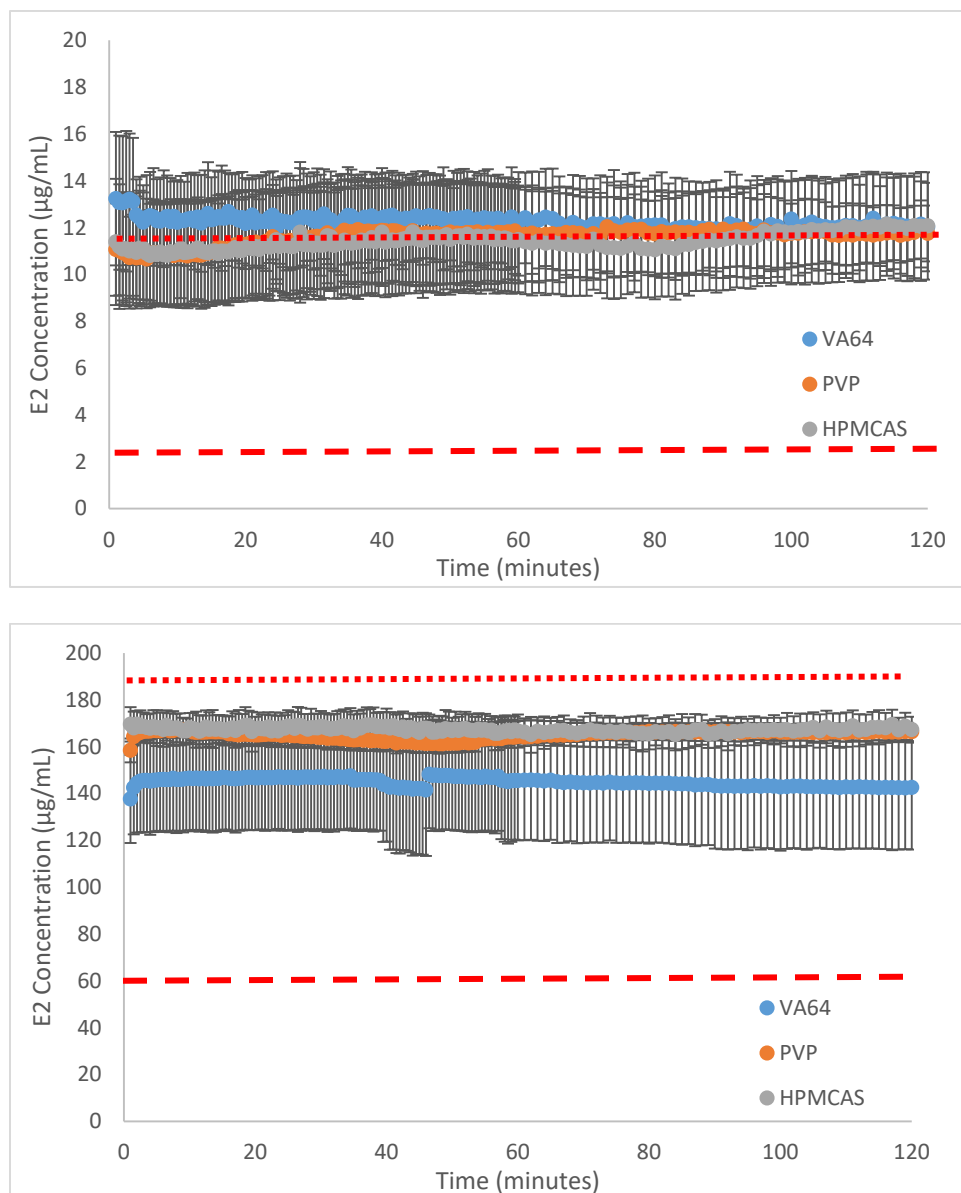 20
18
16
14
12
10
8
6
4
2
0
E2 Concentration (µg/mL)
VA64
PVP
HPMCAS
0 20 40 60 80 100 120
Time (minutes)
200
180
160
140
120
100
80
60
40
20
0
E2 Concentration (µg/mL)
VA64
PVP
HPMCAS
0 20 40 60 80 100 120
Time (minutes)